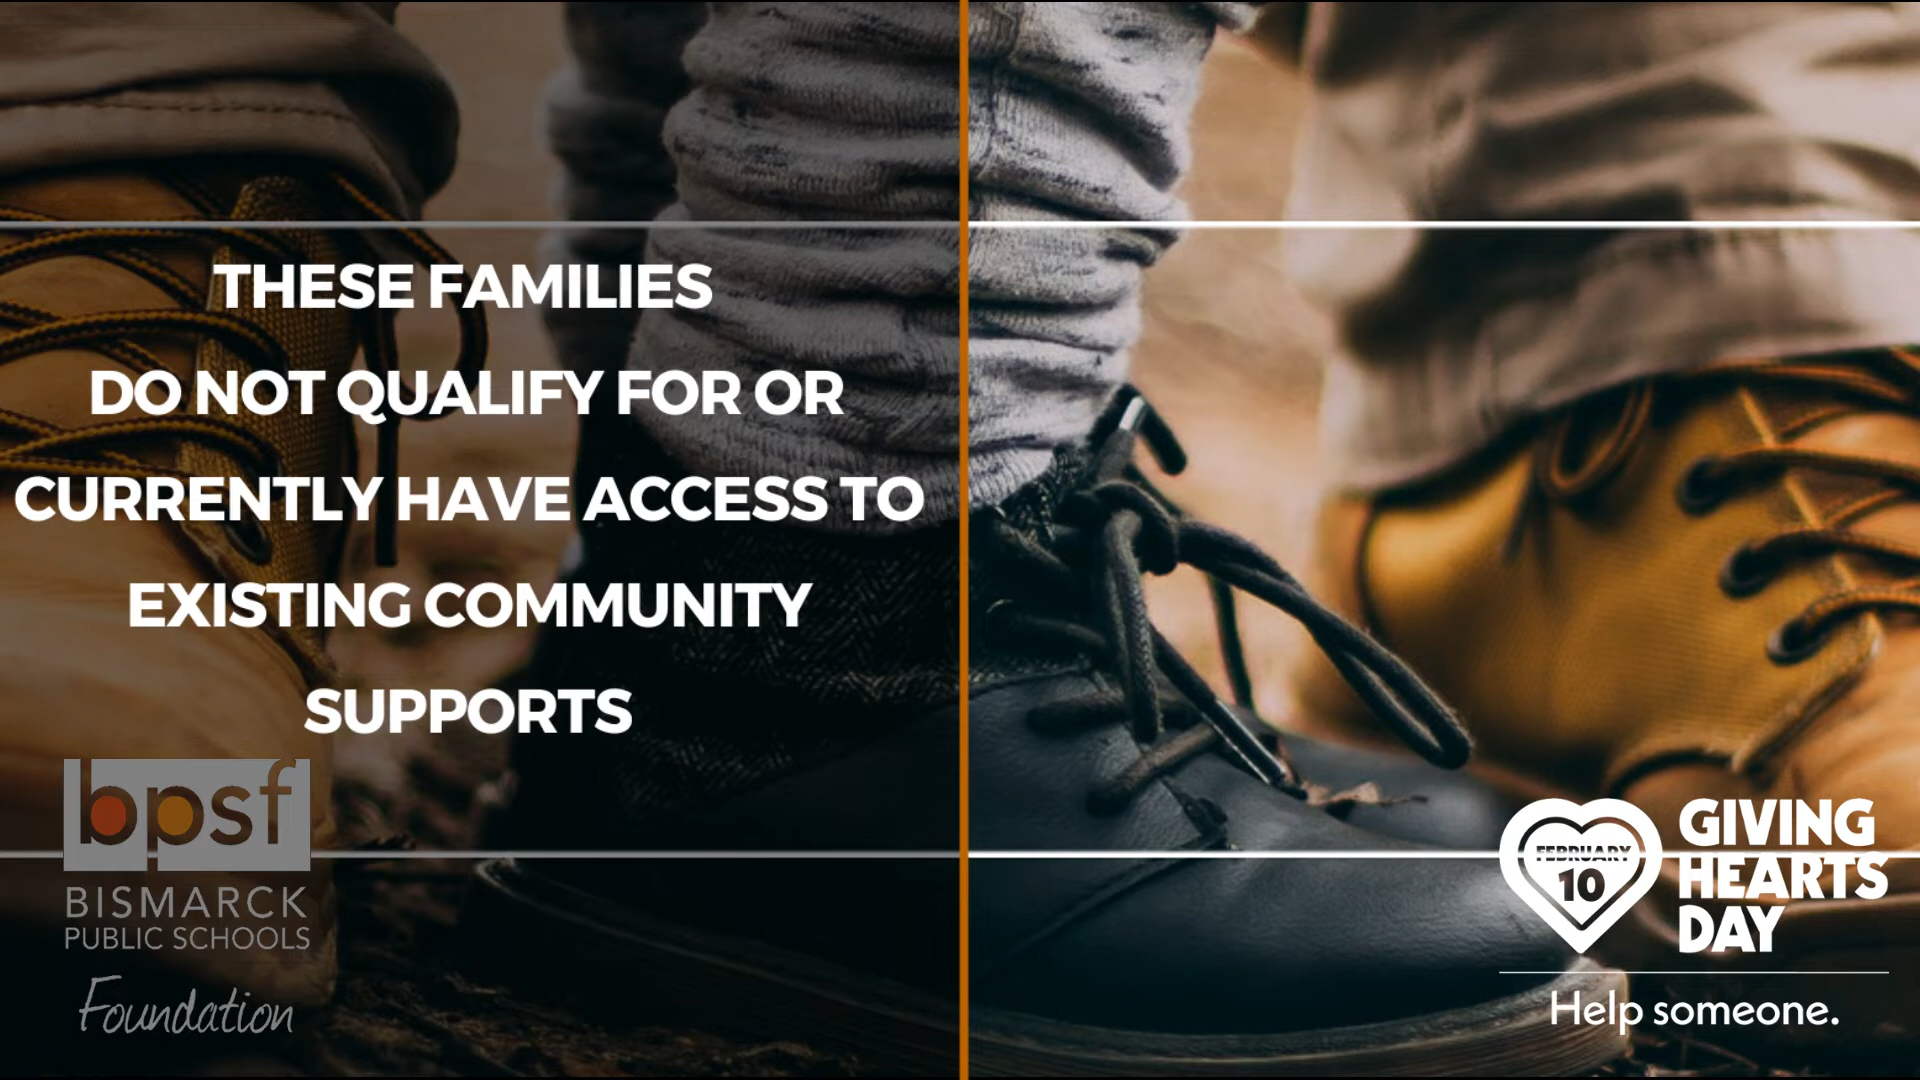 THESE FAMILIES
DO NOT QUALIFY FOR OR
CURRENTLY HAVE ACCESS TO
EXISTING COMMUNITY
SUPPORTS
bpsf
BISMARCK
PUBLIC SCHOOLS
Foundation
FEBRUARY
10
GIVING
HEARTS
DAY
Help someone.